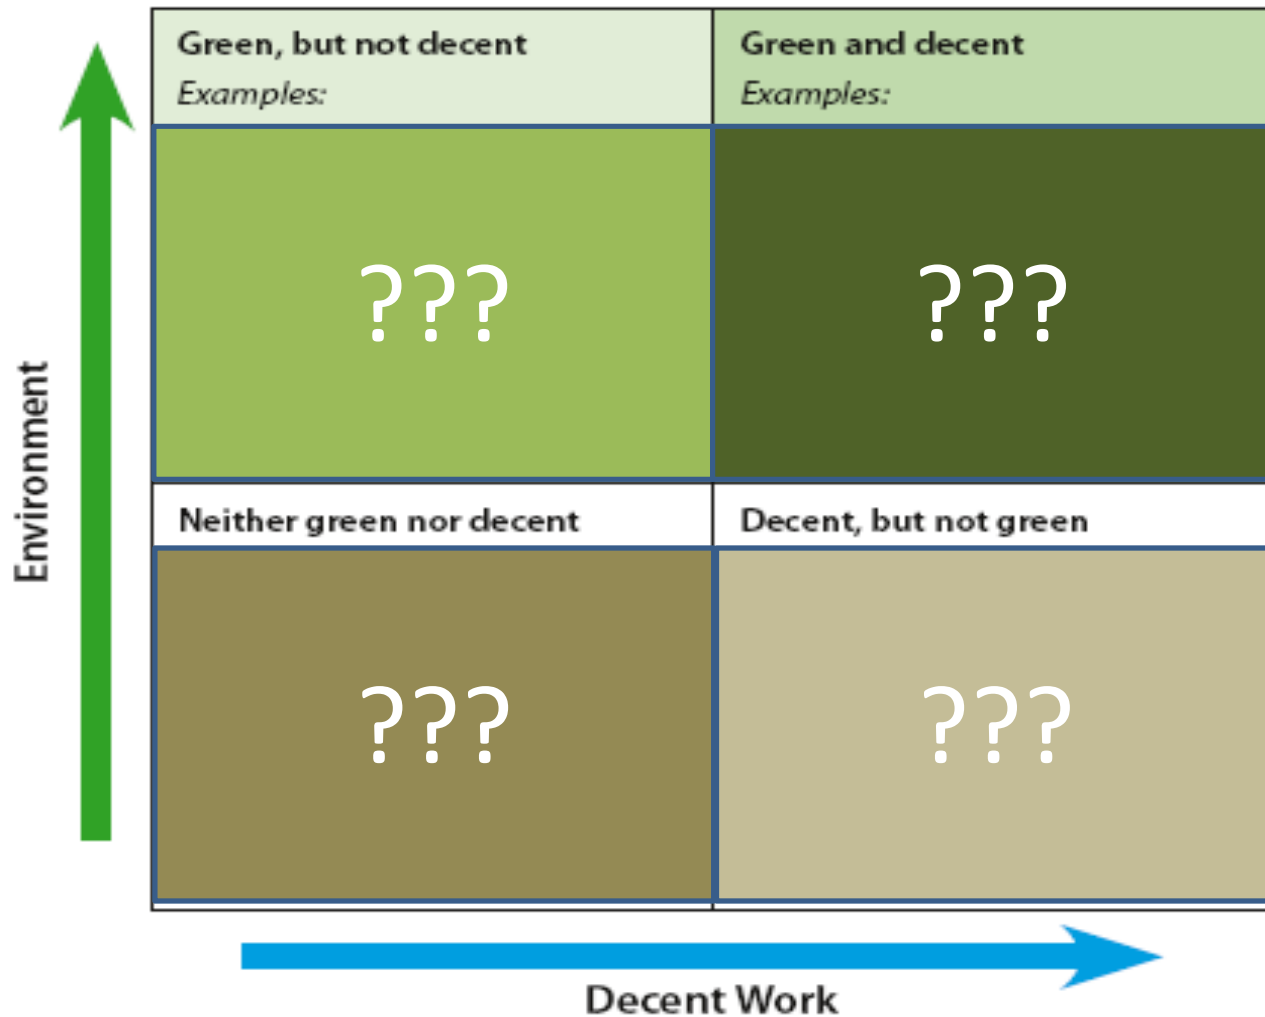 Green, but not decent
Examples:
Green and decent
Examples:
???
???
Neither green nor decent
Decent, but not green
???
???
Environment
Decent Work